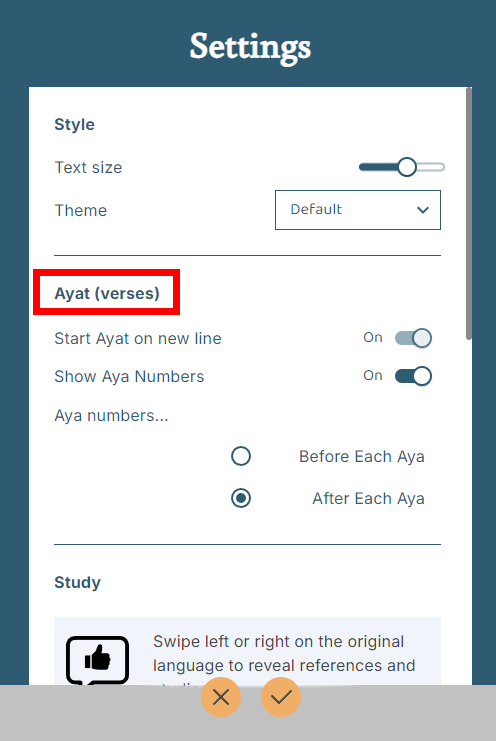 Settings
Style
Text size
Theme
Default
Ayat (verses)
Start Ayat on new line
On
Show Aya Numbers
On
Aya numbers...
Before Each Aya
After Each Aya
Study
Swipe left or right on the original
language to reveal references and